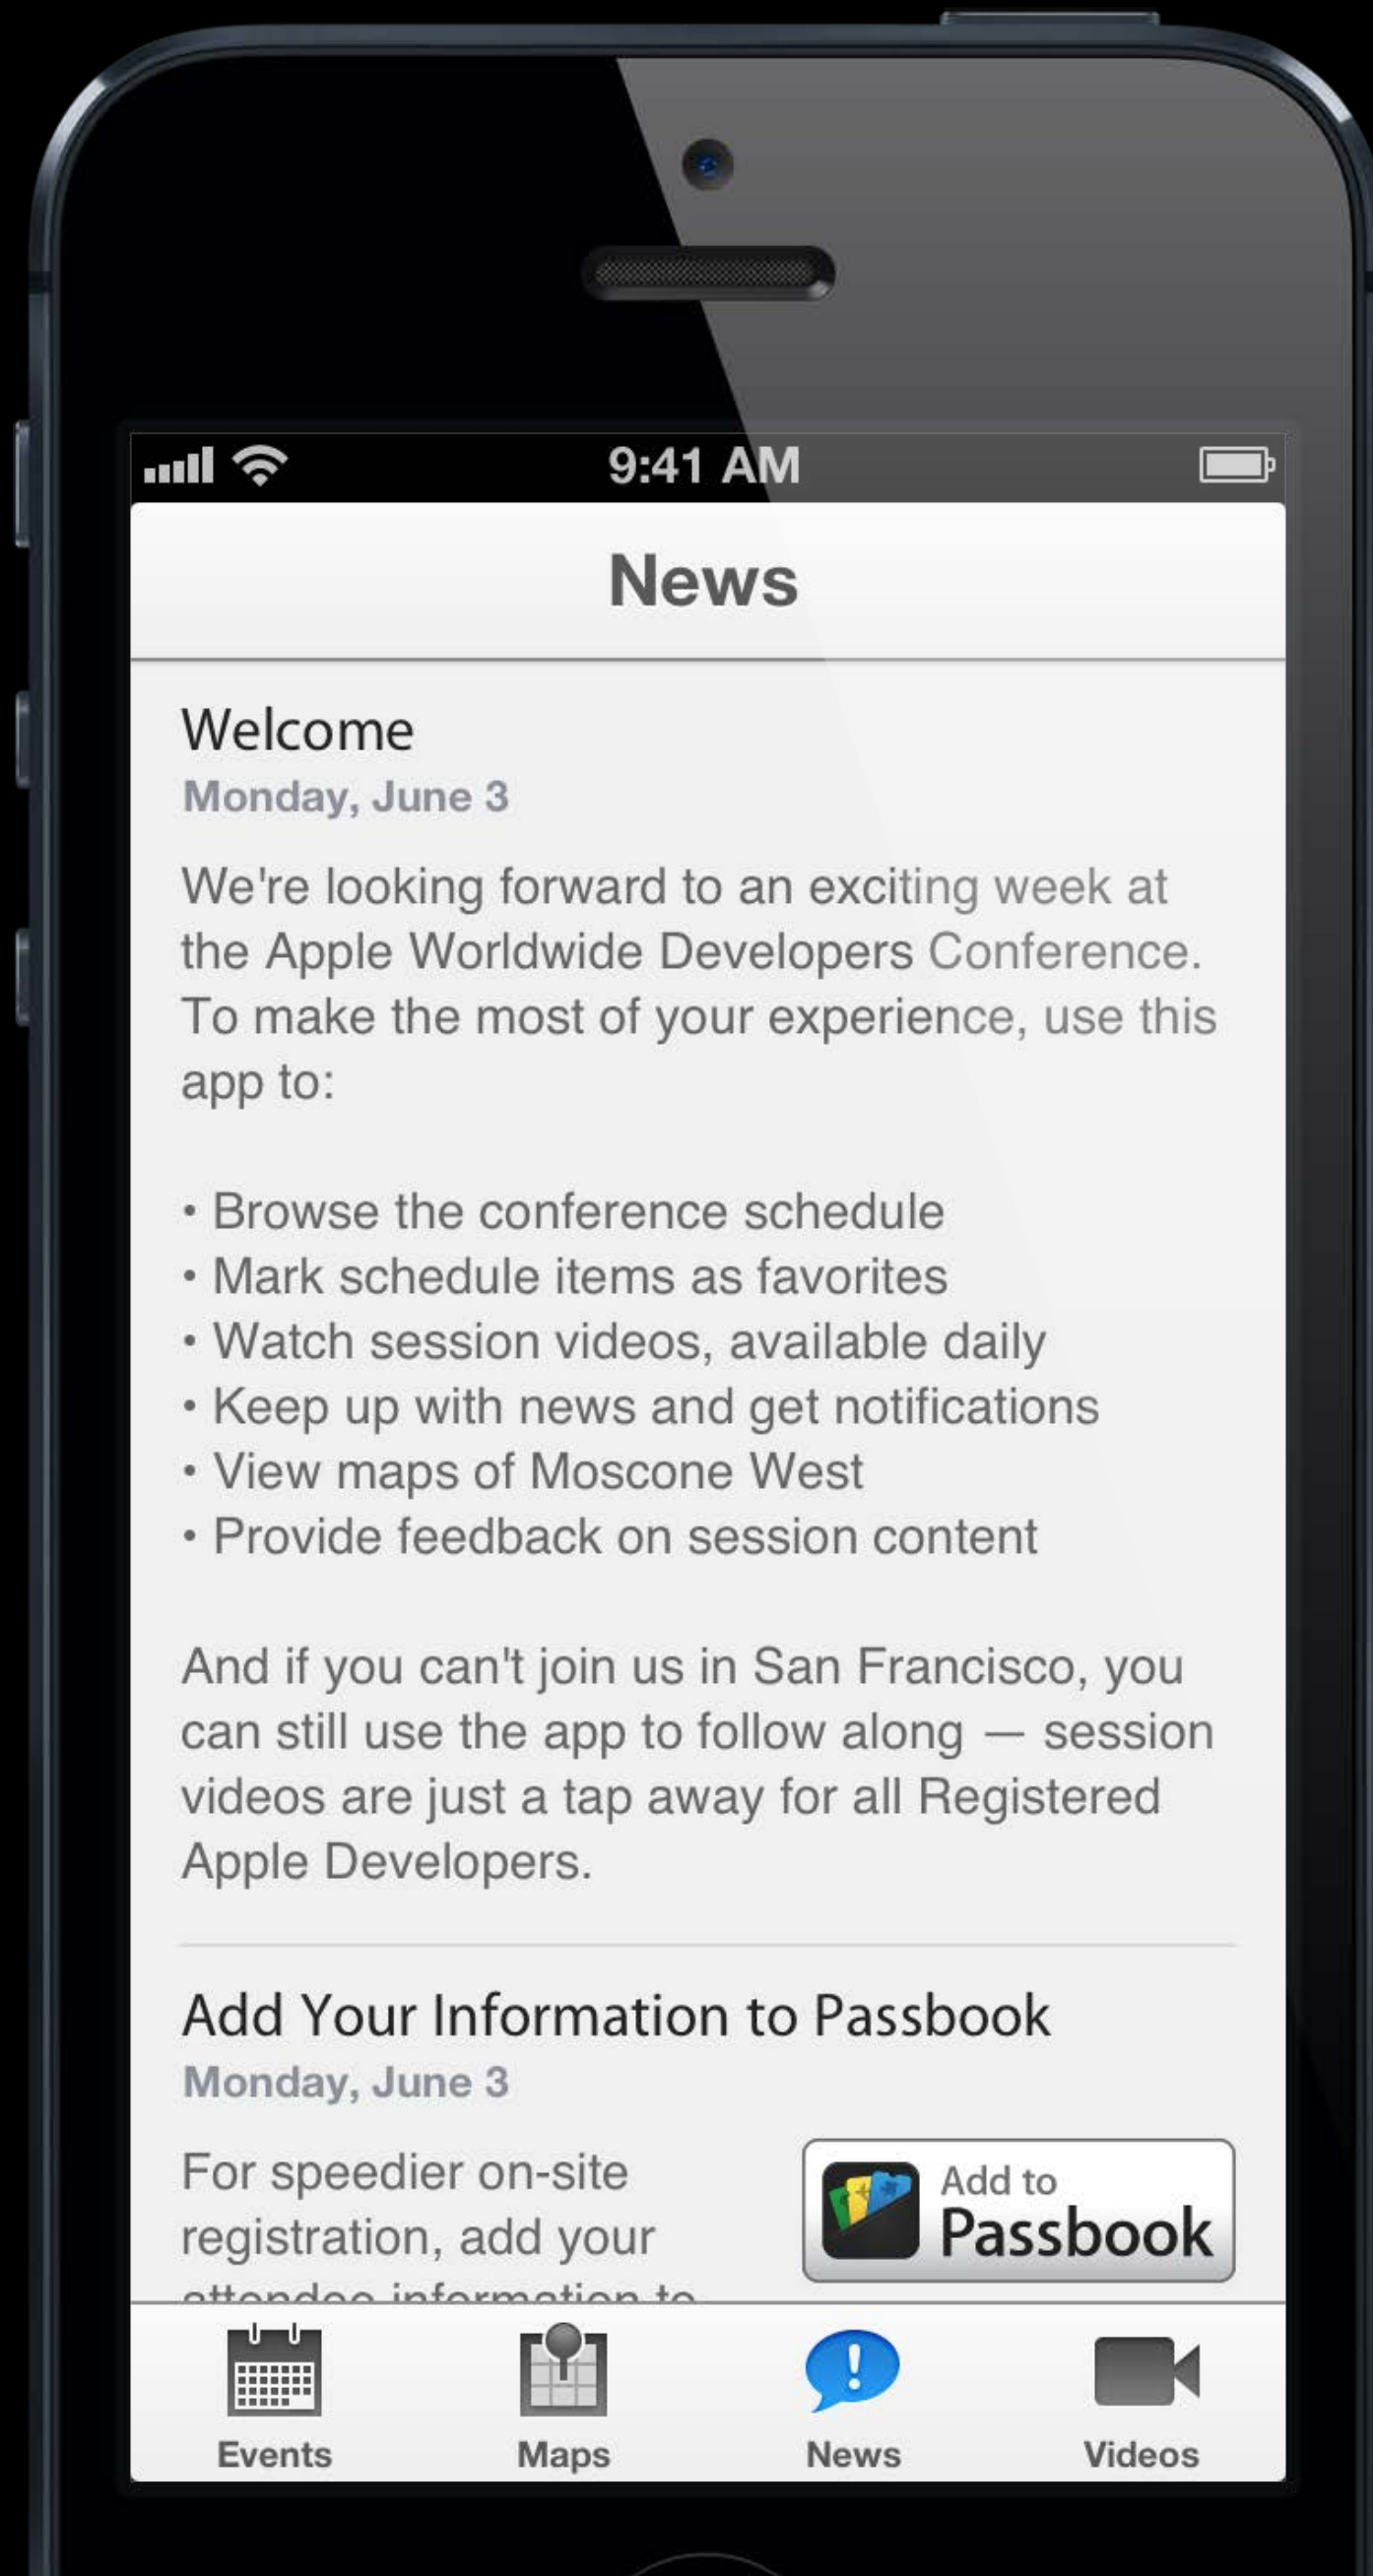 9:41 AM
News
Welcome
Monday, June 3
We're looking forward to an exciting week at
the Apple Worldwide Developers Conference.
To make the most of your experience, use this
app to:
• Browse the conference schedule
• Mark schedule items as favorites
• Watch session videos, available daily
• Keep up with news and get notifications
• View maps of Moscone West
• Provide feedback on session content
And if you can't join us in San Francisco, you
can still use the app to follow along — session
videos are just a tap away for all Registered
Apple Developers.
Add Your Information to Passbook
Monday, June 3
For speedier on-site
registration, add your
attendee information to
Add to
Passbook
Events
Maps
News
Videos